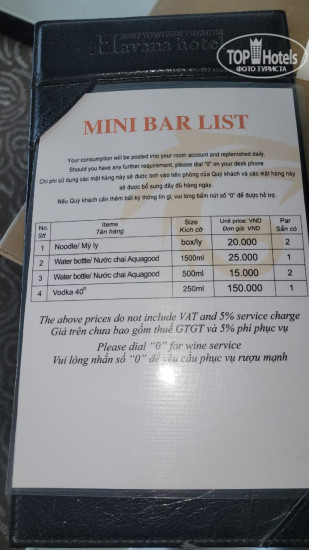 BEST WESTERN PREMIER
Havana hotel
TOPHotels
ФОТО ТУРИСТА
MINI BAR LIST
Your consumption will be posted into your room account and replenished daily.
Should you have any further requirement, please dial "0" on your desk phone
Chi phí sử dụng các mặt hàng này sẽ được tính vào tiền phòng của Quý khách và các mặt hàng này
sẽ được bổ sung đầy đủ hàng ngày.
Nếu Quý khách cần thêm bất kỳ thông tin gì, vui lòng bấm nút số "0" để được hỗ trợ.
No. Items Size Unit price: VND Par
Stt Tên hàng Kích cỡ Đơn giá: VND Sẵn có
1 Noodle/ Mỳ ly box/ly 20.000 2
2 Water bottle/ Nước chai Aquagood 1500ml 25.000 1
3 Water bottle/ Nước chai Aquagood 500ml 15.000 2
4 Vodka 40⁰ 250ml 150.000 1
The above prices do not include VAT and 5% service charge
Giá trên chưa bao gồm thuế GTGT và 5% phí phục vụ
Please dial "0" for wine service
Vui lòng nhấn số "0" để yêu cầu phục vụ rượu mạnh